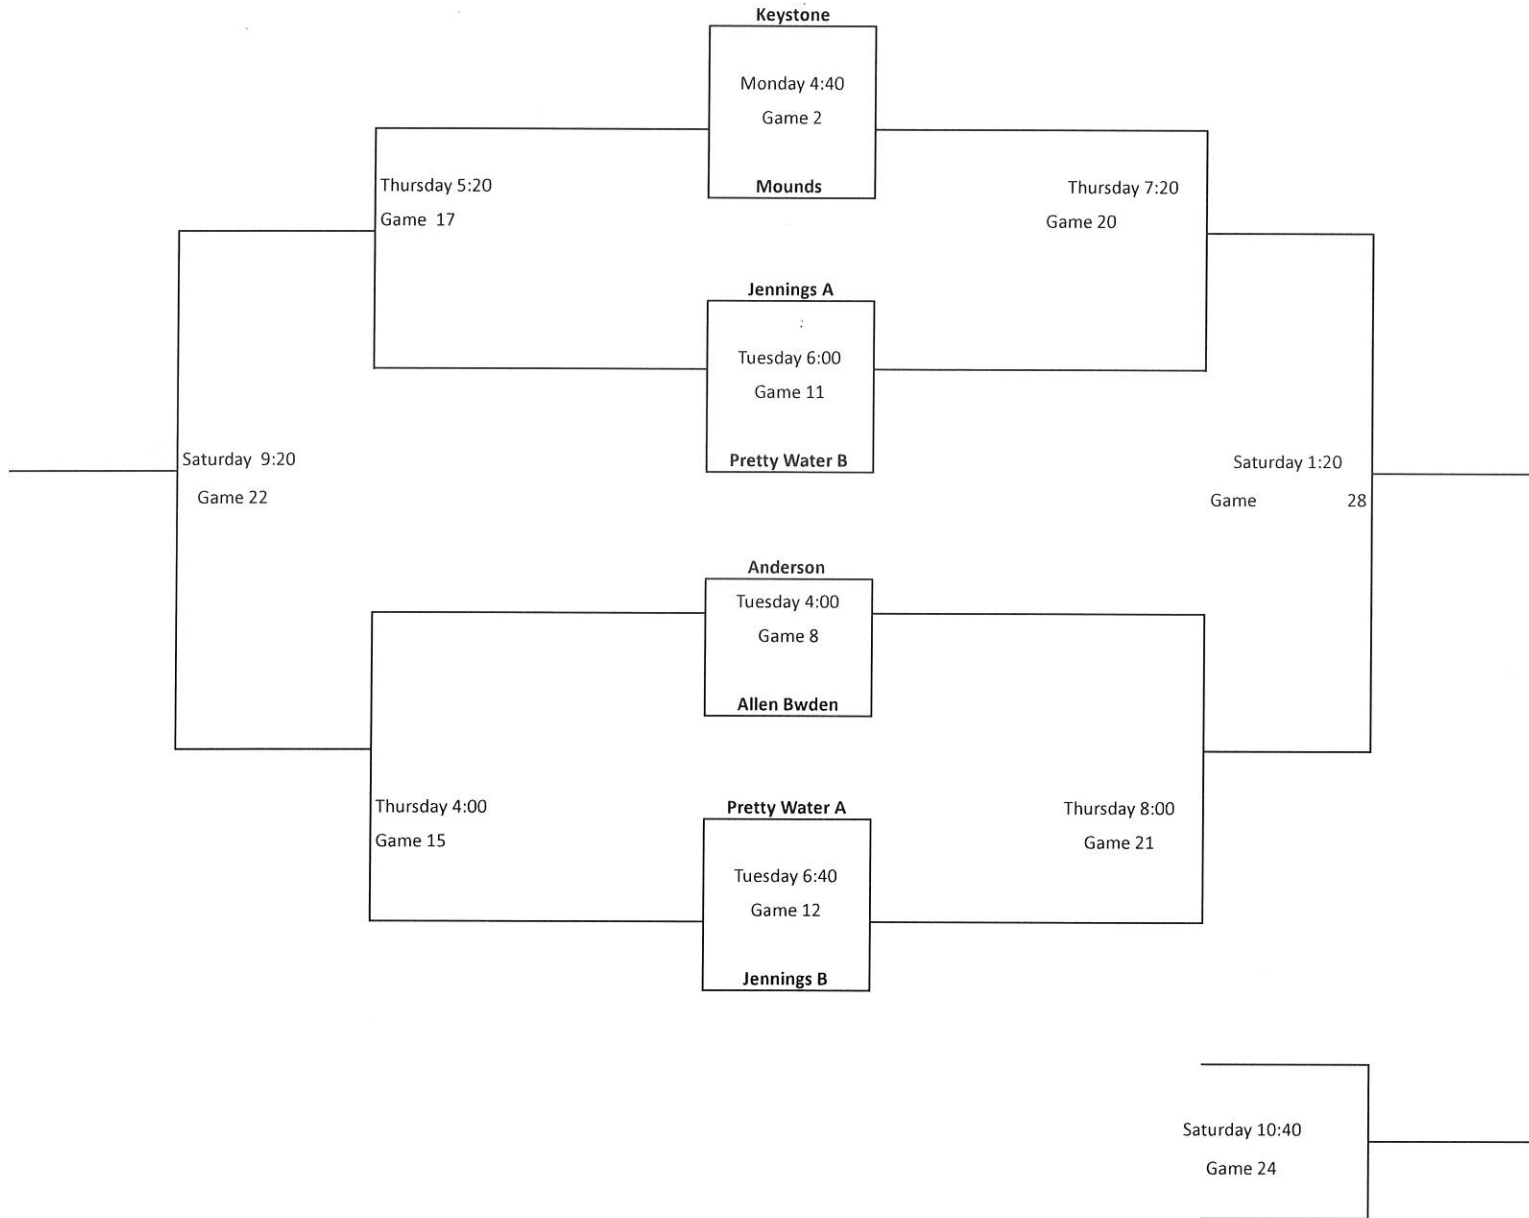 Keystone
Monday 4:40
Game 2
Mounds
Thursday 5:20
Game 17
Thursday 7:20
Game 20
Jennings A
Tuesday 6:00
Game 11
Pretty Water B
Saturday 9:20
Game 22
Saturday 1:20
Game 28
Anderson
Tuesday 4:00
Game 8
Allen Bwden
Thursday 4:00
Game 15
Pretty Water A
Tuesday 6:40
Game 12
Jennings B
Thursday 8:00
Game 21
Saturday 10:40
Game 24